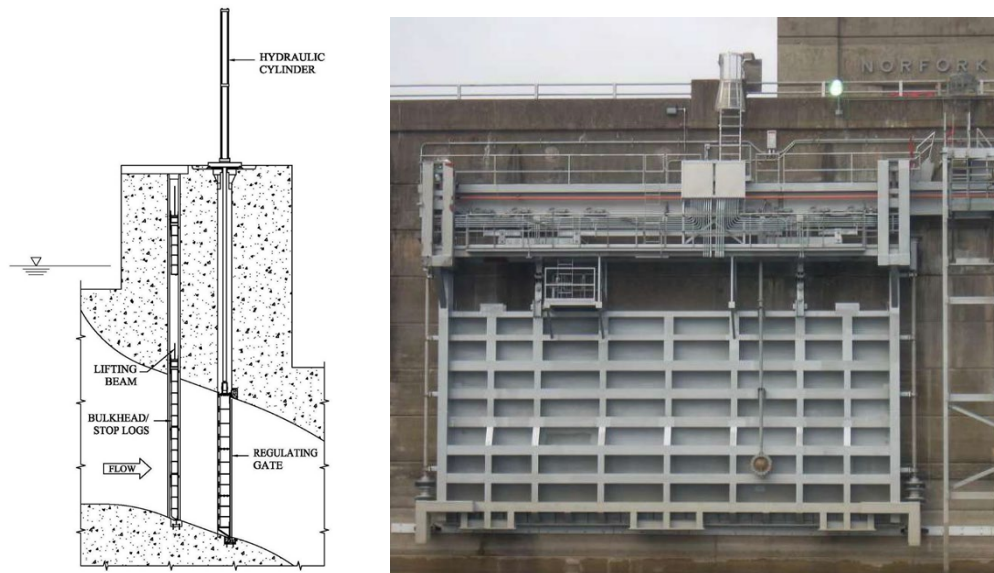 HYDRAULIC
CYLINDER
LIFTING
BEAM
BULKHEAD/
STOP LOGS
FLOW
REGULATING
GATE
NORFORK